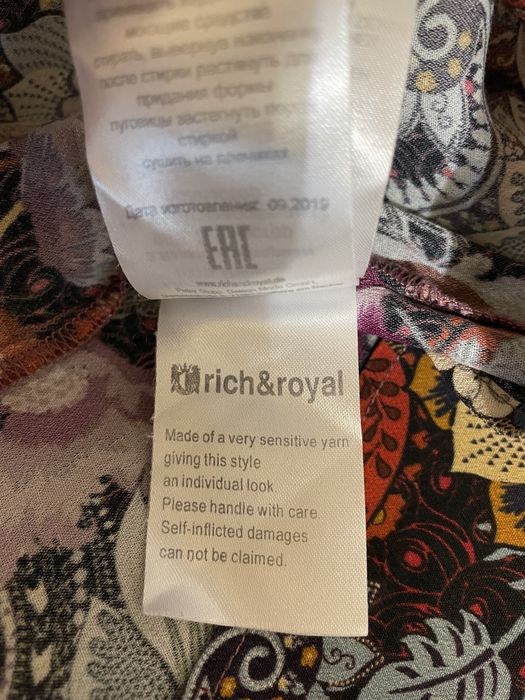 моющие средства
стирать, вывернув наизнанку
после стирки растянуть для
придания формы
пуговицы застегнуть перед
стиркой
сушить на плечиках
Дата изготовления: 09.2019
EAC
www.richandroyal.de
rich&royal
Made of a very sensitive yarn
giving this style
an individual look.
Please handle with care.
Self-inflicted damages
can not be claimed.